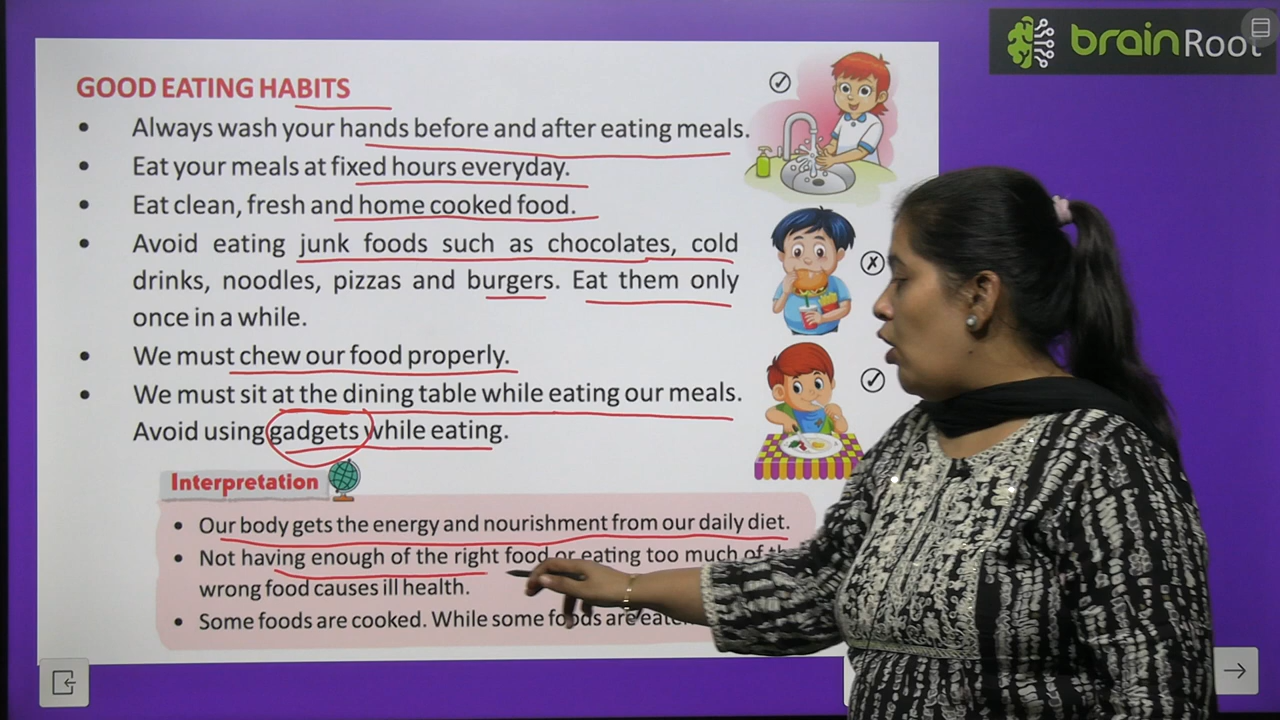 brainRoot
GOOD EATING HABITS
• Always wash your hands before and after eating meals.
• Eat your meals at fixed hours everyday.
• Eat clean, fresh and home cooked food.
• Avoid eating junk foods such as chocolates, cold
drinks, noodles, pizzas and burgers. Eat them only
once in a while.
• We must chew our food properly.
• We must sit at the dining table while eating our meals.
Avoid using gadgets while eating.
Interpretation
• Our body gets the energy and nourishment from our daily diet.
• Not having enough of the right food or eating too much of
wrong food causes ill health.
• Some foods are cooked. While some foods are